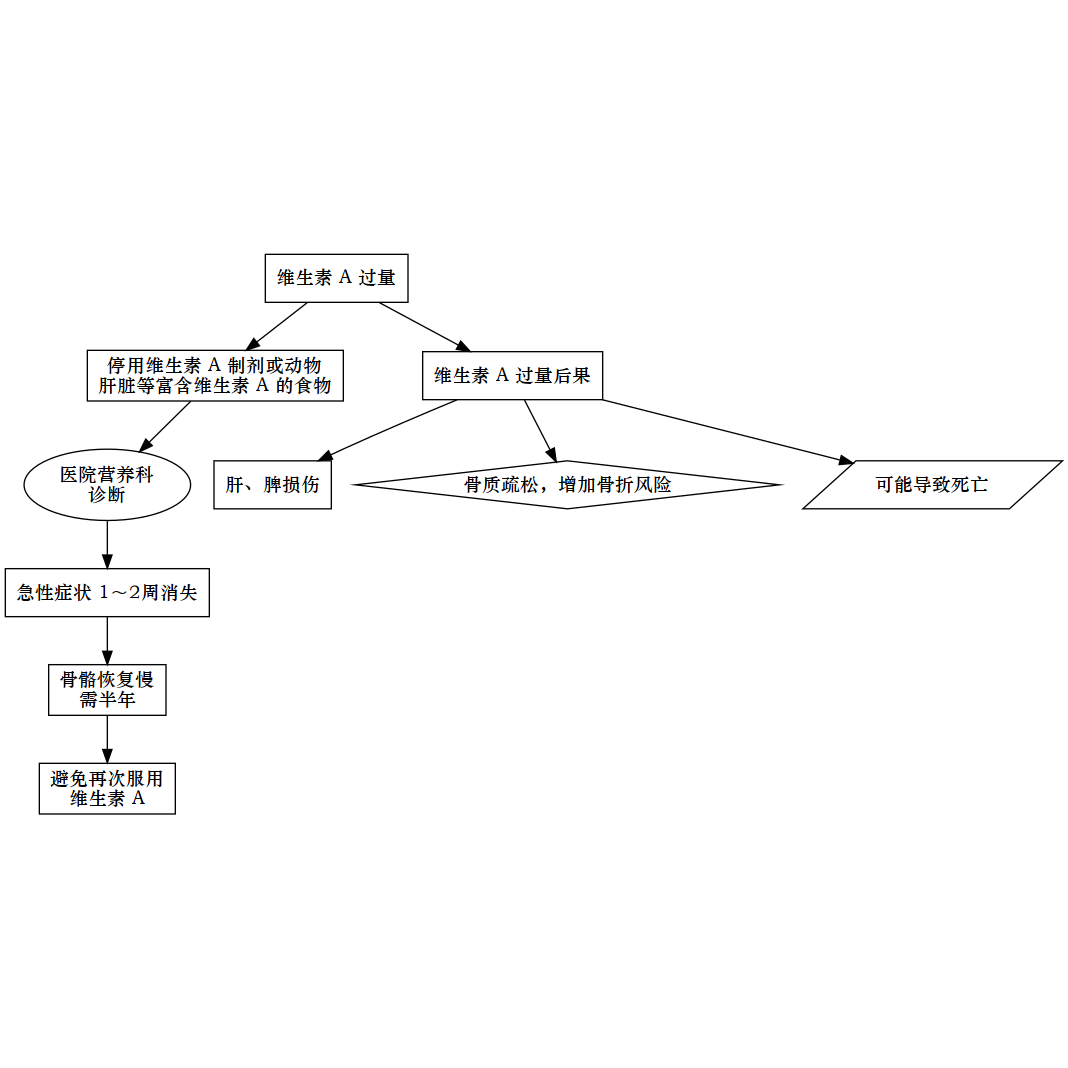 维生素 A 过量
停用维生素 A 制剂或动物
肝脏等富含维生素 A 的食物
维生素 A 过量后果
医院营养科
诊断
肝、脾损伤
骨质疏松，增加骨折风险
可能导致死亡
急性症状 1～2周消失
骨骼恢复慢
需半年
避免再次服用
维生素 A